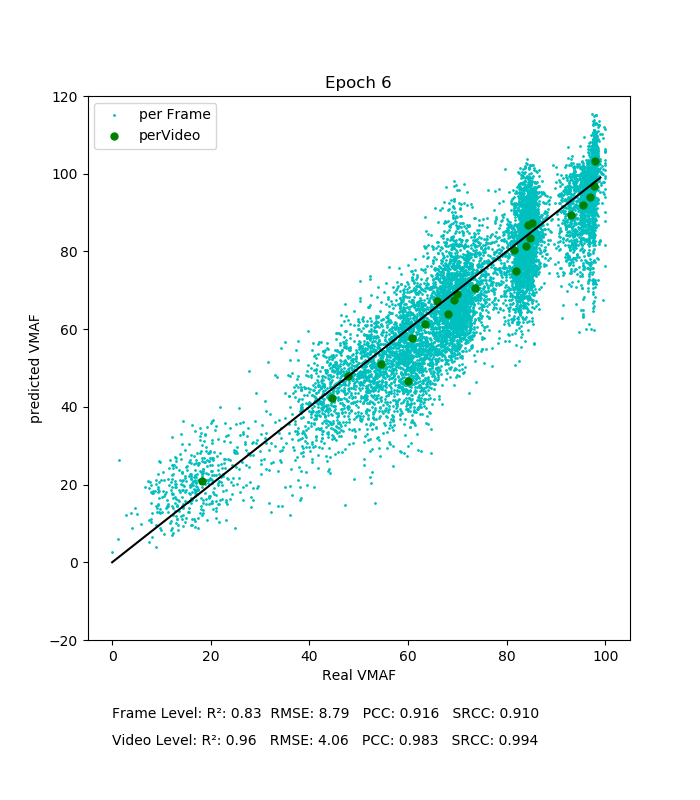 Epoch 6
per Frame
perVideo
120
100
80
60
40
20
0
−20
predicted VMAF
0 20 40 60 80 100
Real VMAF
Frame Level: R²: 0.83 RMSE: 8.79 PCC: 0.916 SRCC: 0.910
Video Level: R²: 0.96 RMSE: 4.06 PCC: 0.983 SRCC: 0.994